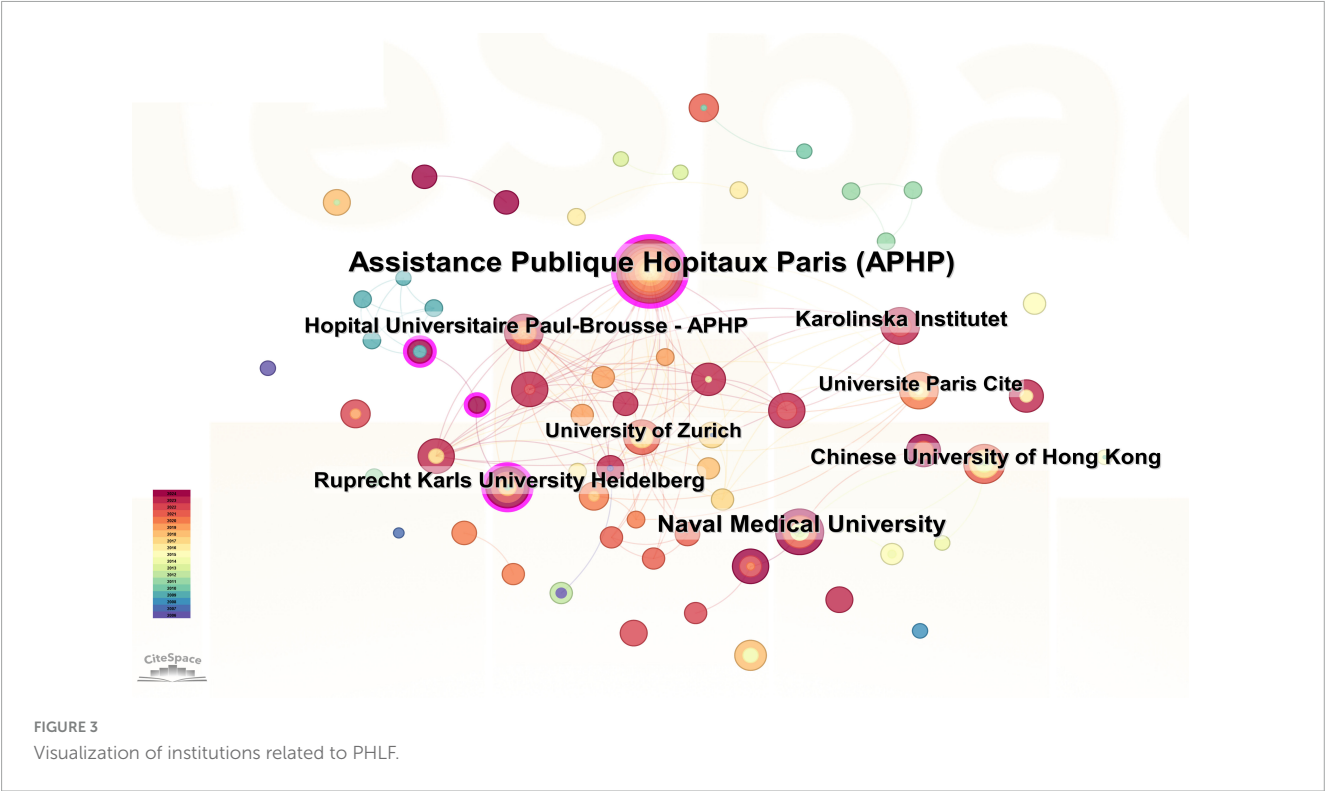 Assistance Publique Hopitaux Paris (APHP)
Hopital Universitaire Paul-Brousse - APHP
Karolinska Institutet
Universite Paris Cite
University of Zurich
Chinese University of Hong Kong
Ruprecht Karls University Heidelberg
Naval Medical University
CiteSpace
FIGURE 3
Visualization of institutions related to PHLF.